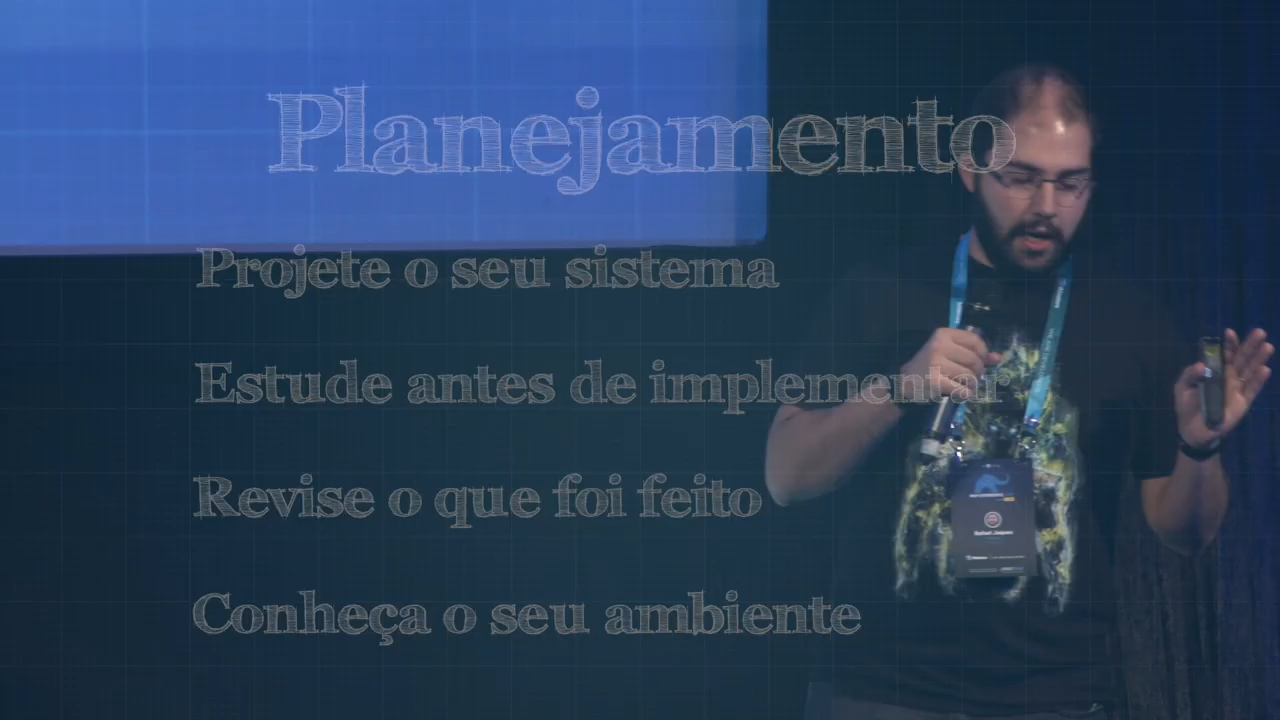 Planejamento
Projete o seu sistema
Estude antes de implementar
Revise o que foi feito
Conheça o seu ambiente